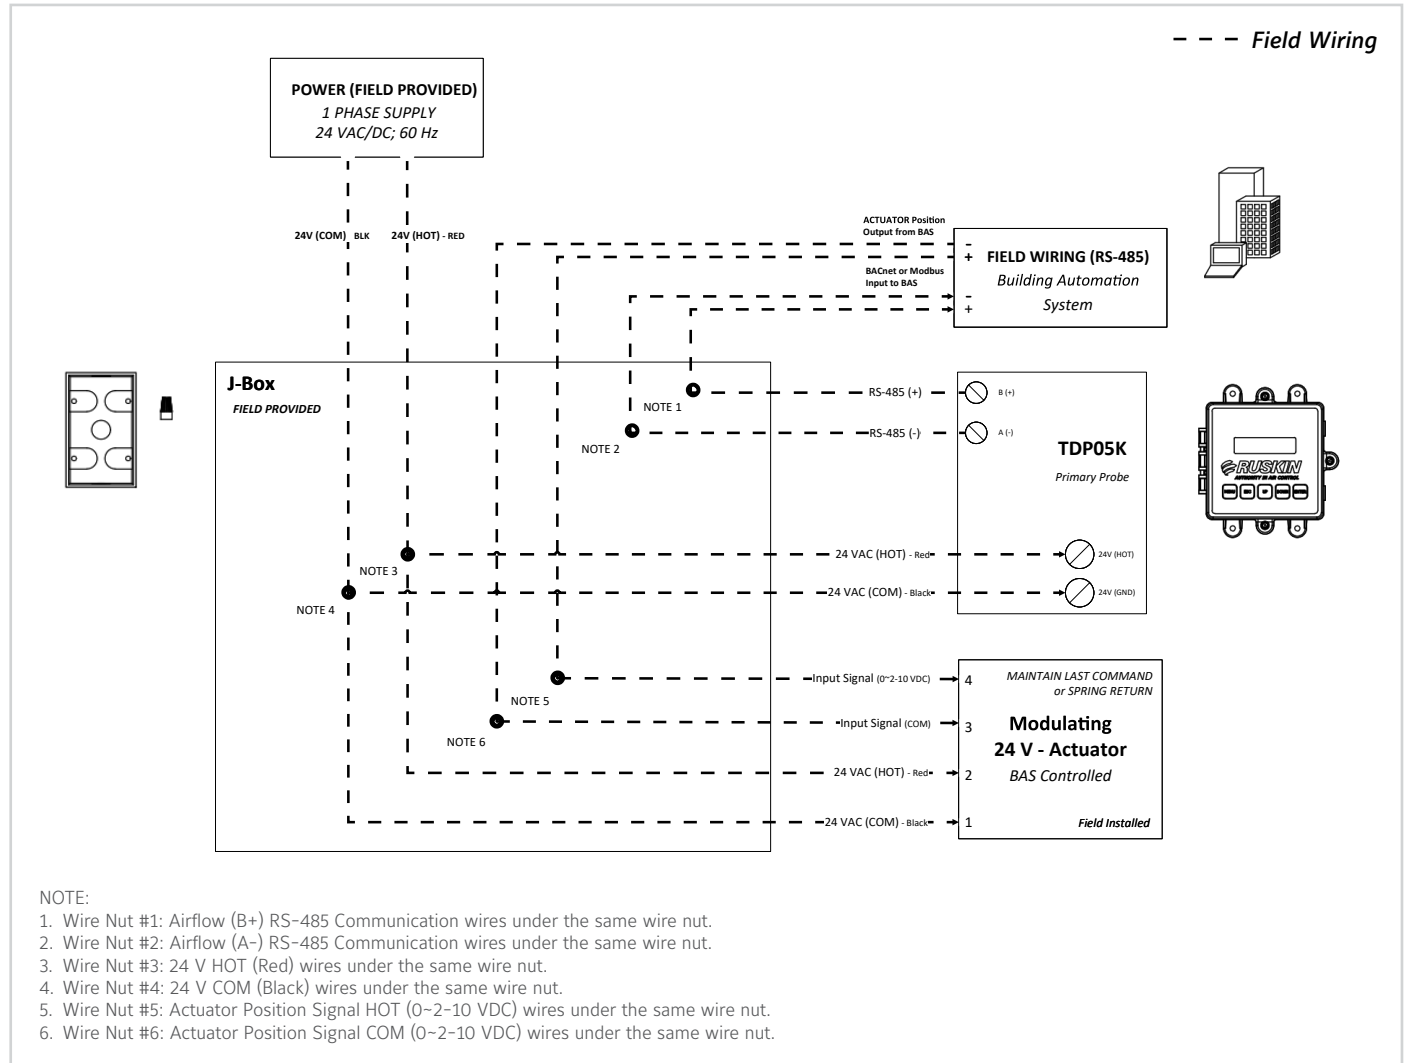 Field Wiring
POWER (FIELD PROVIDED)
1 PHASE SUPPLY
24 VAC/DC; 60 Hz
24V (COM) BLK
24V (HOT) - RED
ACTUATOR Position
Output from BAS
BACnet or Modbus
Input to BAS
-
+
-
+
FIELD WIRING (RS-485)
Building Automation
System
J-Box
FIELD PROVIDED
NOTE 1
NOTE 2
RS-485 (+)
RS-485 (-)
B (+)
A (-)
TDP05K
Primary Probe
RUSKIN
AUTHORITY IN AIR CONTROL
MENU ESC UP DOWN ENTER
NOTE 3
NOTE 4
24 VAC (HOT) - Red
24 VAC (COM) - Black
24V (HOT)
24V (GND)
NOTE 5
NOTE 6
Input Signal (0~2-10 VDC)
Input Signal (COM)
24 VAC (HOT) - Red
24 VAC (COM) - Black
4
3
2
1
MAINTAIN LAST COMMAND
or SPRING RETURN
Modulating
24 V - Actuator
BAS Controlled
Field Installed
NOTE:
1. Wire Nut #1: Airflow (B+) RS-485 Communication wires under the same wire nut.
2. Wire Nut #2: Airflow (A-) RS-485 Communication wires under the same wire nut.
3. Wire Nut #3: 24 V HOT (Red) wires under the same wire nut.
4. Wire Nut #4: 24 V COM (Black) wires under the same wire nut.
5. Wire Nut #5: Actuator Position Signal HOT (0~2-10 VDC) wires under the same wire nut.
6. Wire Nut #6: Actuator Position Signal COM (0~2-10 VDC) wires under the same wire nut.